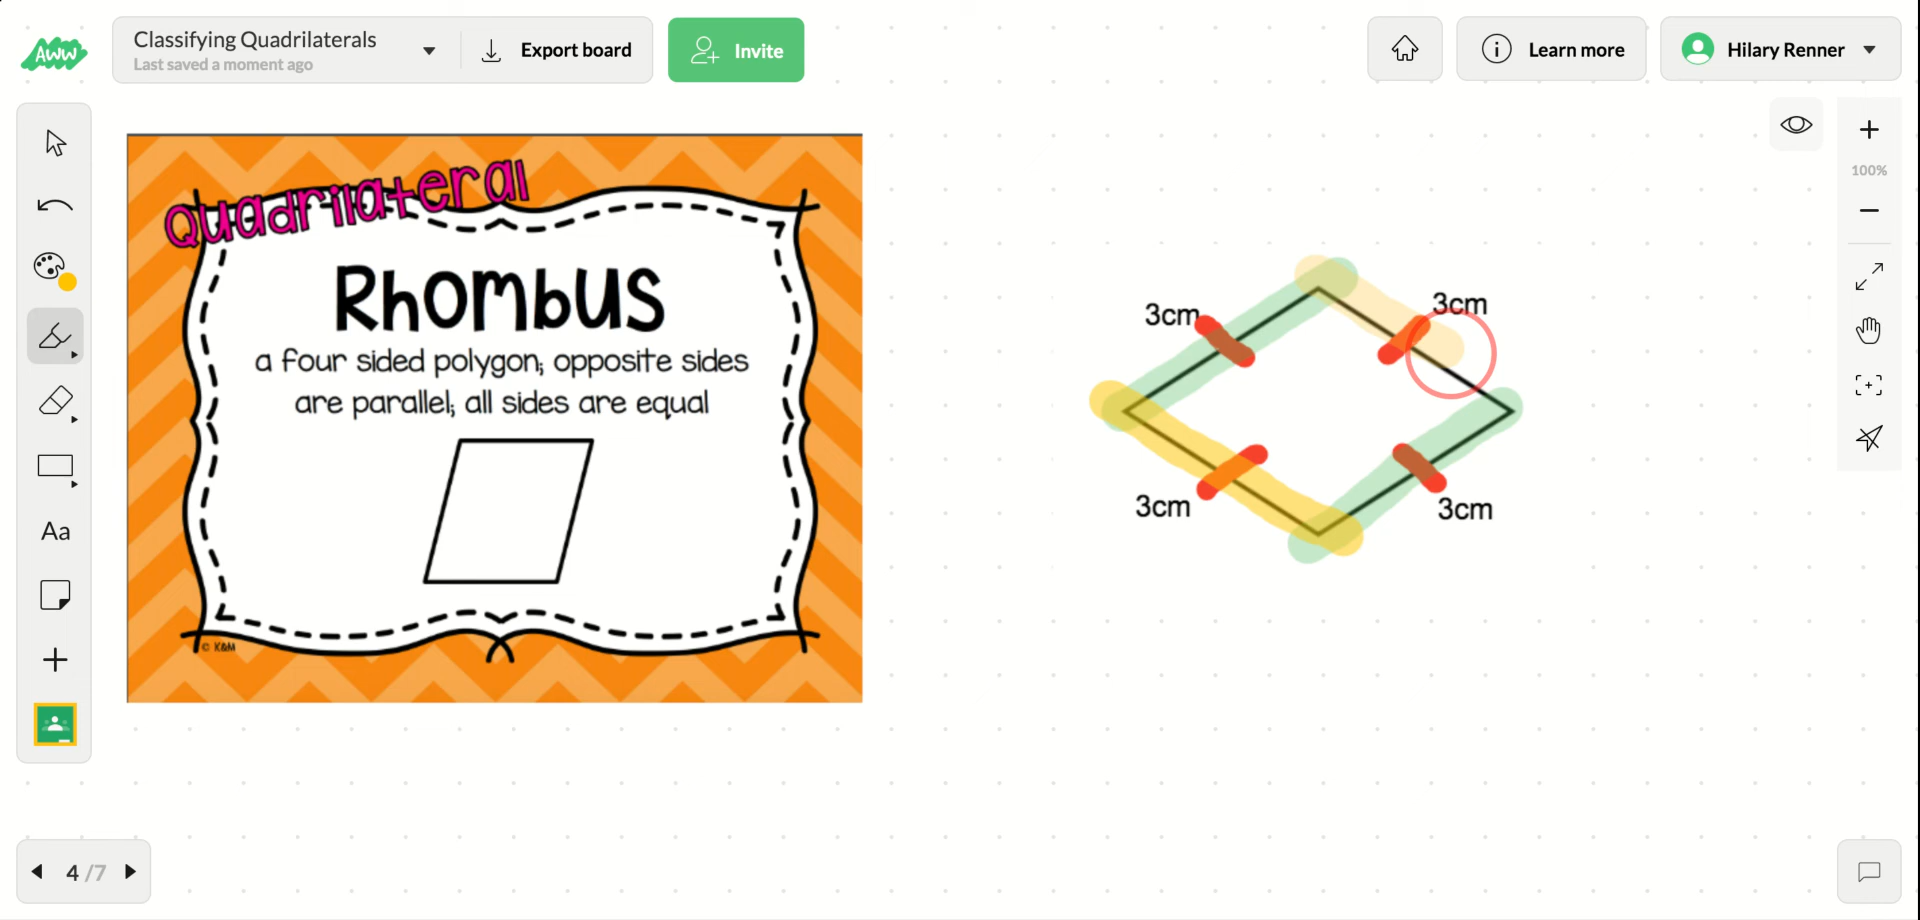 AWW
Classifying Quadrilaterals
Last saved a moment ago
Export board
Invite
Learn more
Hilary Renner
100%
Quadrilateral
Rhombus
a four sided polygon; opposite sides
are parallel; all sides are equal
© K&M
3cm
3cm
3cm
3cm
Aa
4 /7